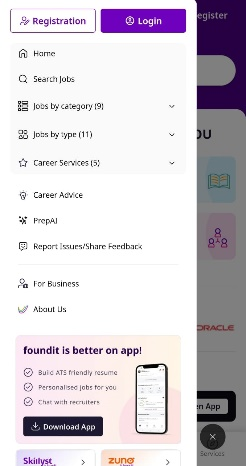 Registration
Login
Register
Home
Search Jobs
Jobs by category (9)
Jobs by type (11)
OU
Career Services (5)
Career Advice
PrepAI
Report Issues/Share Feedback
For Business
About Us
ORACLE
foundit is better on app!
Build ATS friendly resume
Personalised jobs for you
Chat with recruiters
Download App
en App
Services
Skillyst
zuno